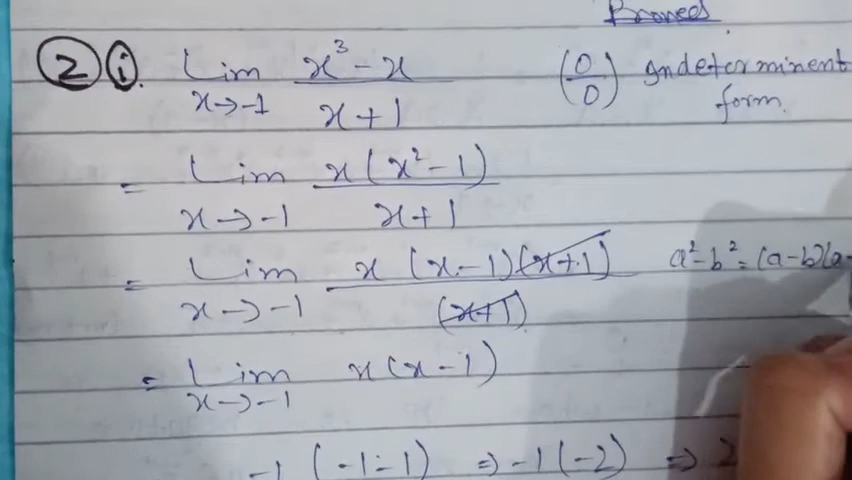 Proved
2 i. Lim x→-1 (x³ - x)/(x+1) (0/0) Indeterminent form.
= Lim x→-1 x(x² - 1)/(x+1)
= Lim x→-1 x (x-1)(x+1)/(x+1) a²-b² = (a-b)(a-
= Lim x→-1 x(x-1)
-1 (-1-1) ⇒ -1(-2) ⇒ 2